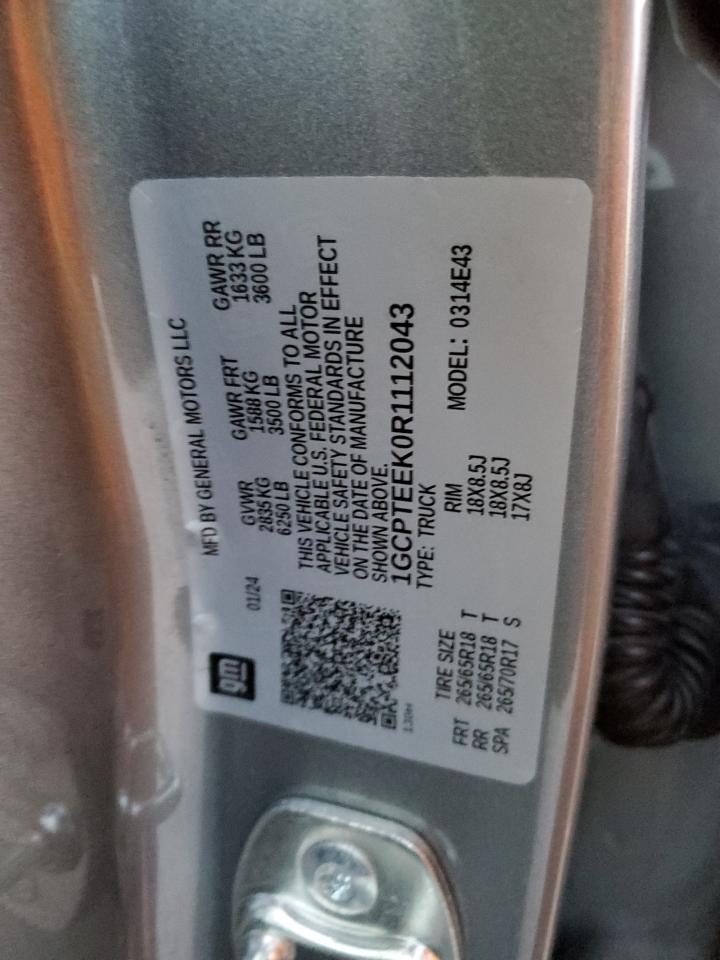 MFD BY GENERAL MOTORS LLC
gm
01/24
GVWR GAWR FRT GAWR RR
2835 KG 1588 KG 1633 KG
6250 LB 3500 LB 3600 LB
THIS VEHICLE CONFORMS TO ALL
APPLICABLE U.S. FEDERAL MOTOR
VEHICLE SAFETY STANDARDS IN EFFECT
ON THE DATE OF MANUFACTURE
SHOWN ABOVE.
1GCPTEEK0R1112043
TYPE: TRUCK
MODEL: 0314E43
TIRE SIZE RIM
FRT 265/65R18 T 18X8.5J
RR 265/65R18 T 18X8.5J
SPA 265/70R17 S 17X8J